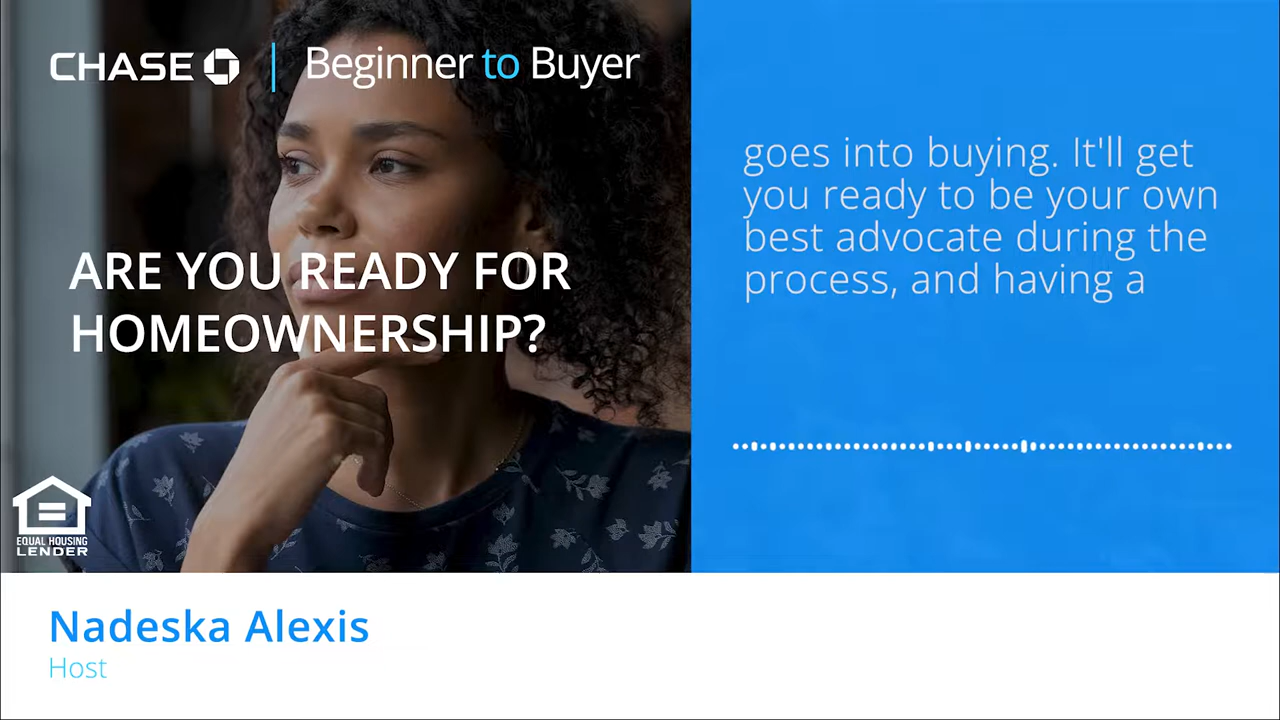 CHASE | Beginner to Buyer
ARE YOU READY FOR
HOMEOWNERSHIP?
EQUAL HOUSING
LENDER
goes into buying. It'll get
you ready to be your own
best advocate during the
process, and having a
Nadeska Alexis
Host